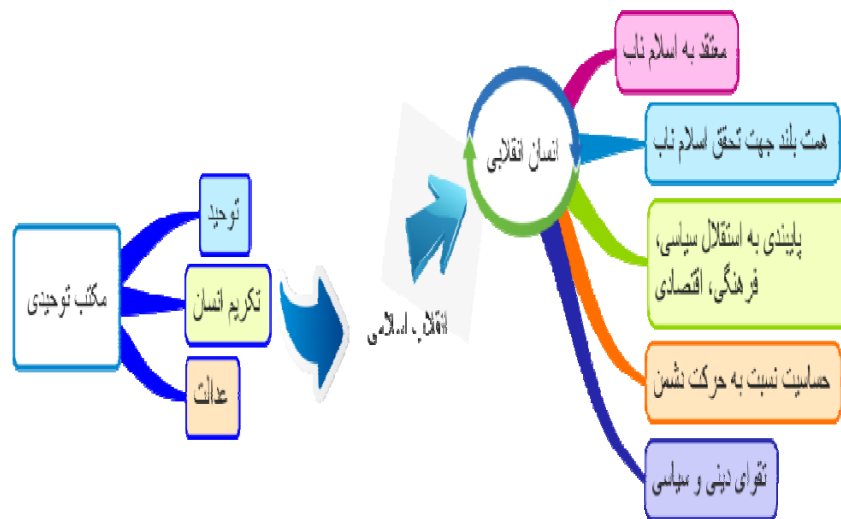 مکتب توحیدی
توحید
تکریم انسان
عدالت
انقلاب اسلامی
انسان انقلابی
معتقد به اسلام ناب
همت بلند جهت تحقق اسلام ناب
پایبندی به استقلال سیاسی،
فرهنگی، اقتصادی
حساسیت نسبت به حرکت دشمن
تقوای دینی و سیاسی